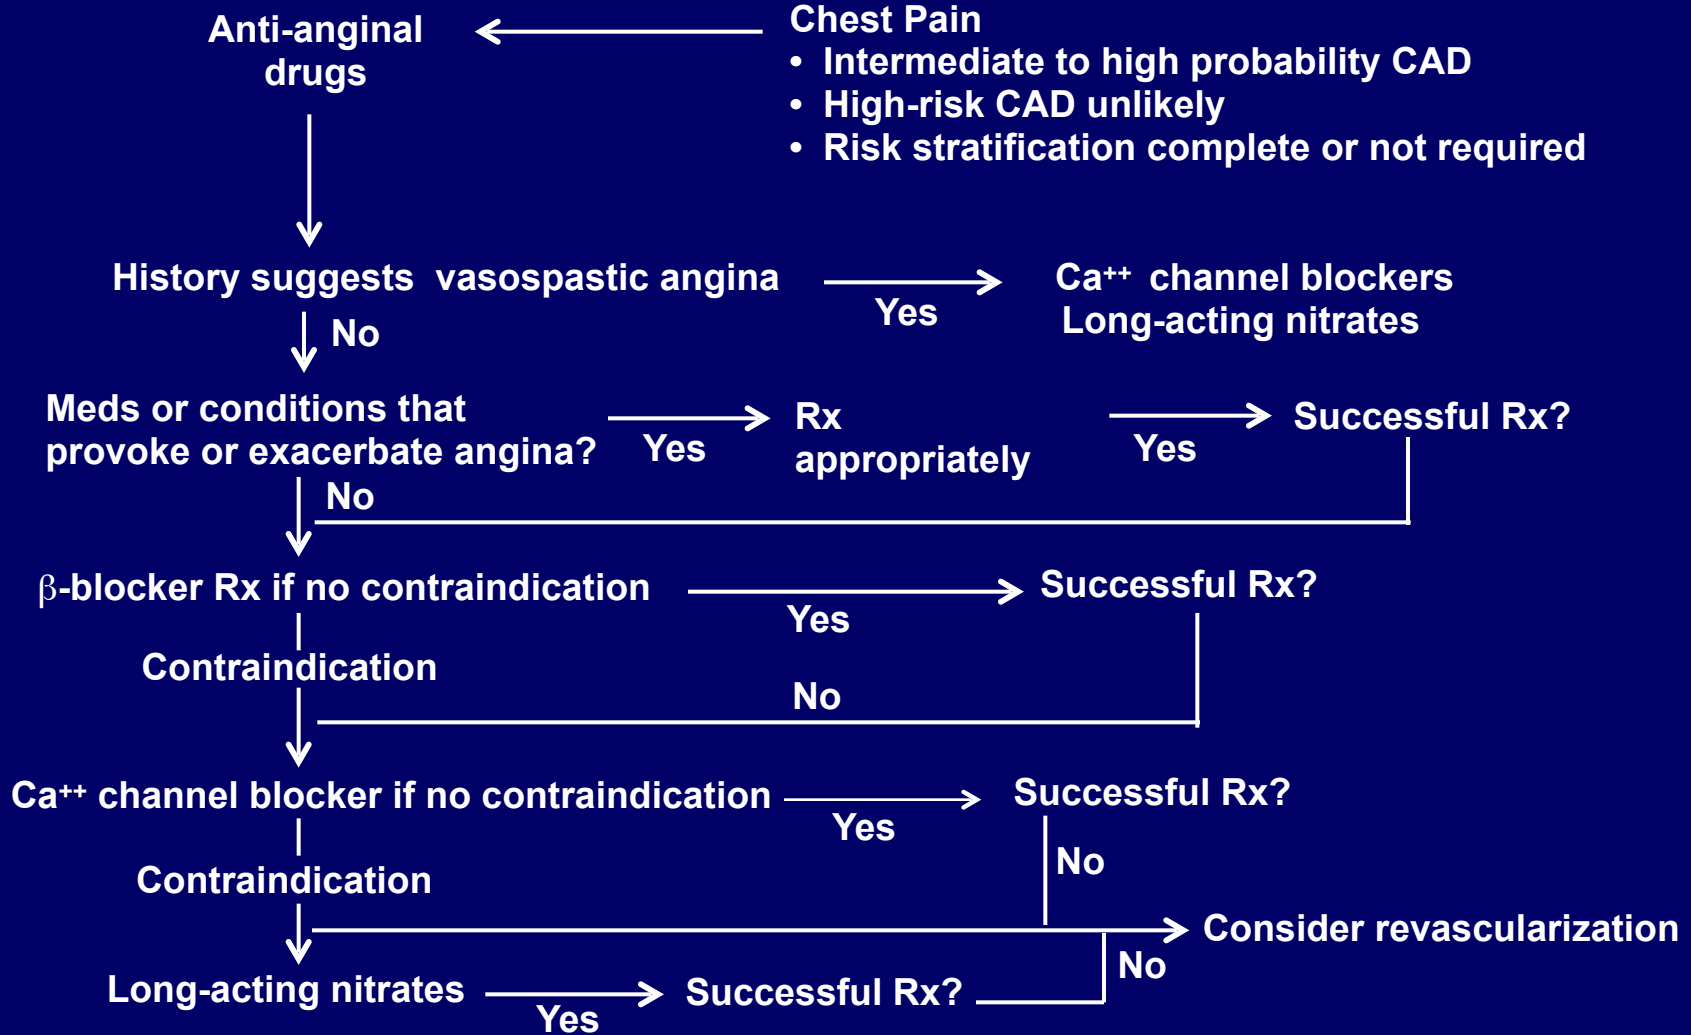 Anti-anginal
drugs
Chest Pain
• Intermediate to high probability CAD
• High-risk CAD unlikely
• Risk stratification complete or not required
History suggests vasospastic angina
Yes
Ca⁺⁺ channel blockers
Long-acting nitrates
No
Meds or conditions that
provoke or exacerbate angina?
Yes
Rx
appropriately
Yes
Successful Rx?
No
β-blocker Rx if no contraindication
Yes
Successful Rx?
Contraindication
No
Ca⁺⁺ channel blocker if no contraindication
Yes
Successful Rx?
No
Contraindication
Consider revascularization
No
Long-acting nitrates
Yes
Successful Rx?